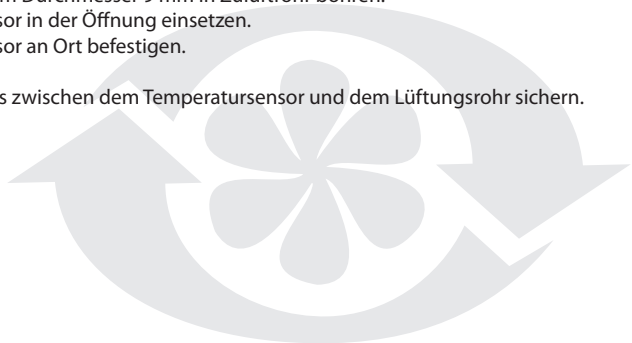 m Durchmesser 9 mm in Zuluftrohr bohren.
sor in der Öffnung einsetzen.
sor an Ort befestigen.
s zwischen dem Temperatursensor und dem Lüftungsrohr sichern.